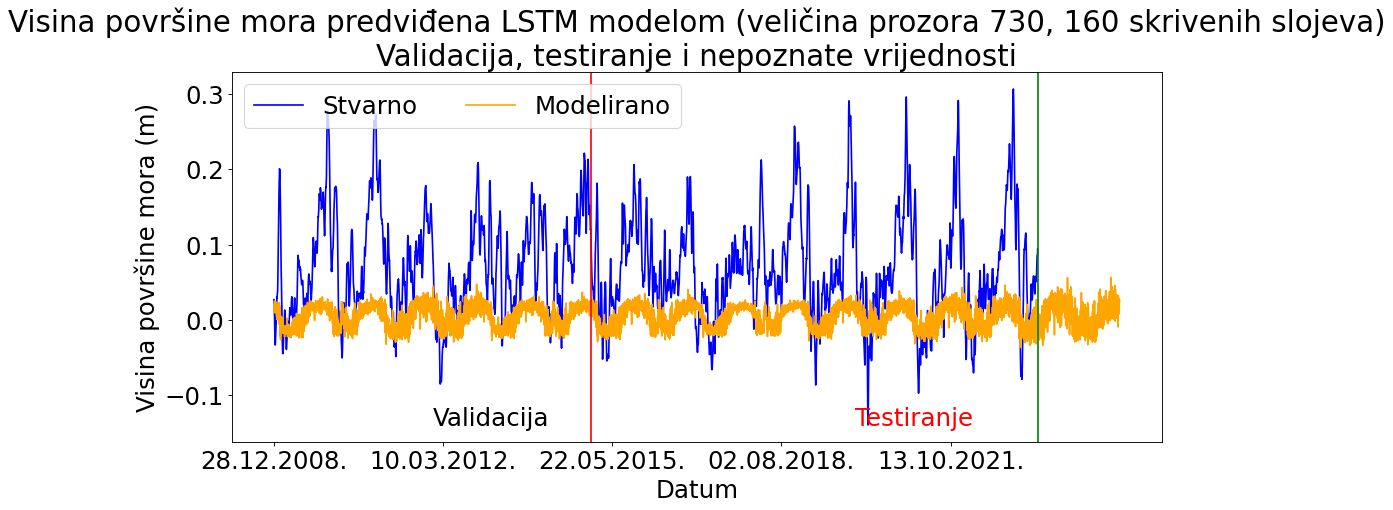 Visina površine mora predviđena LSTM modelom (veličina prozora 730, 160 skrivenih slojeva)
Validacija, testiranje i nepoznate vrijednosti
Stvarno
Modelirano
Visina površine mora (m)
0.3
0.2
0.1
0.0
−0.1
Validacija
Testiranje
28.12.2008.
10.03.2012.
22.05.2015.
02.08.2018.
13.10.2021.
Datum